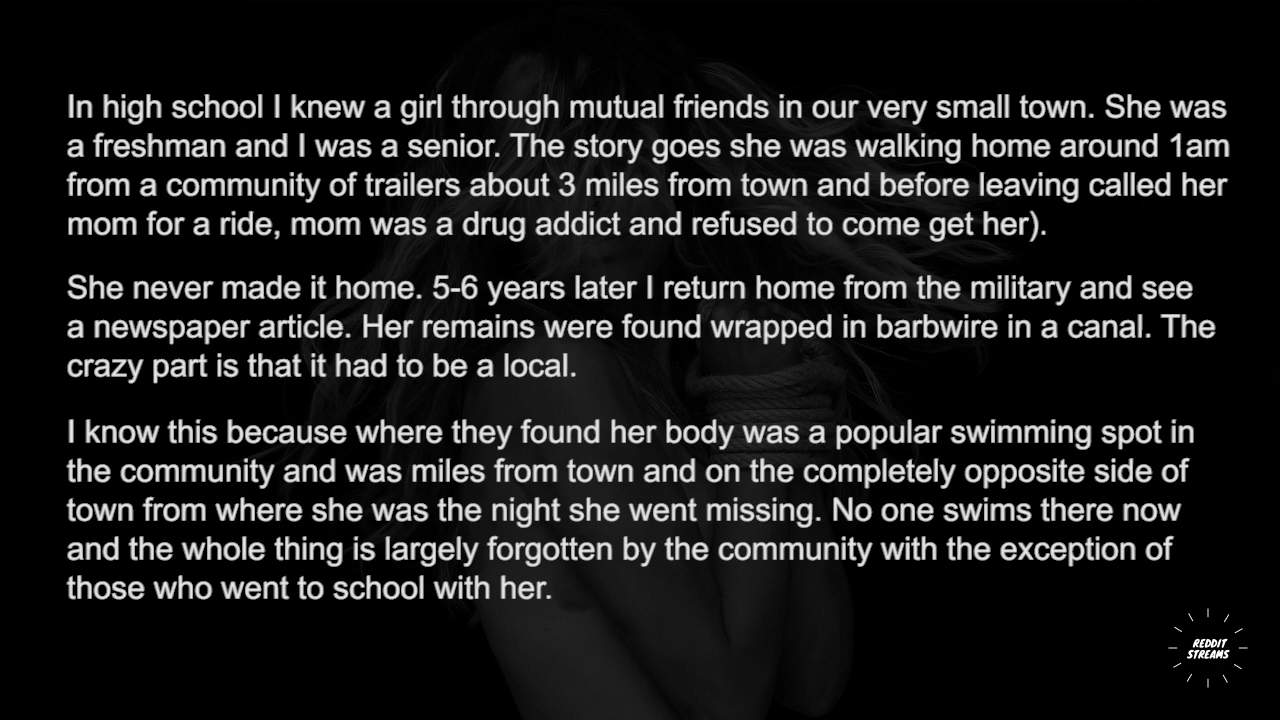 In high school I knew a girl through mutual friends in our very small town. She was
a freshman and I was a senior. The story goes she was walking home around 1am
from a community of trailers about 3 miles from town and before leaving called her
mom for a ride, mom was a drug addict and refused to come get her).
She never made it home. 5-6 years later I return home from the military and see
a newspaper article. Her remains were found wrapped in barbwire in a canal. The
crazy part is that it had to be a local.
I know this because where they found her body was a popular swimming spot in
the community and was miles from town and on the completely opposite side of
town from where she was the night she went missing. No one swims there now
and the whole thing is largely forgotten by the community with the exception of
those who went to school with her.
REDDIT
STREAMS